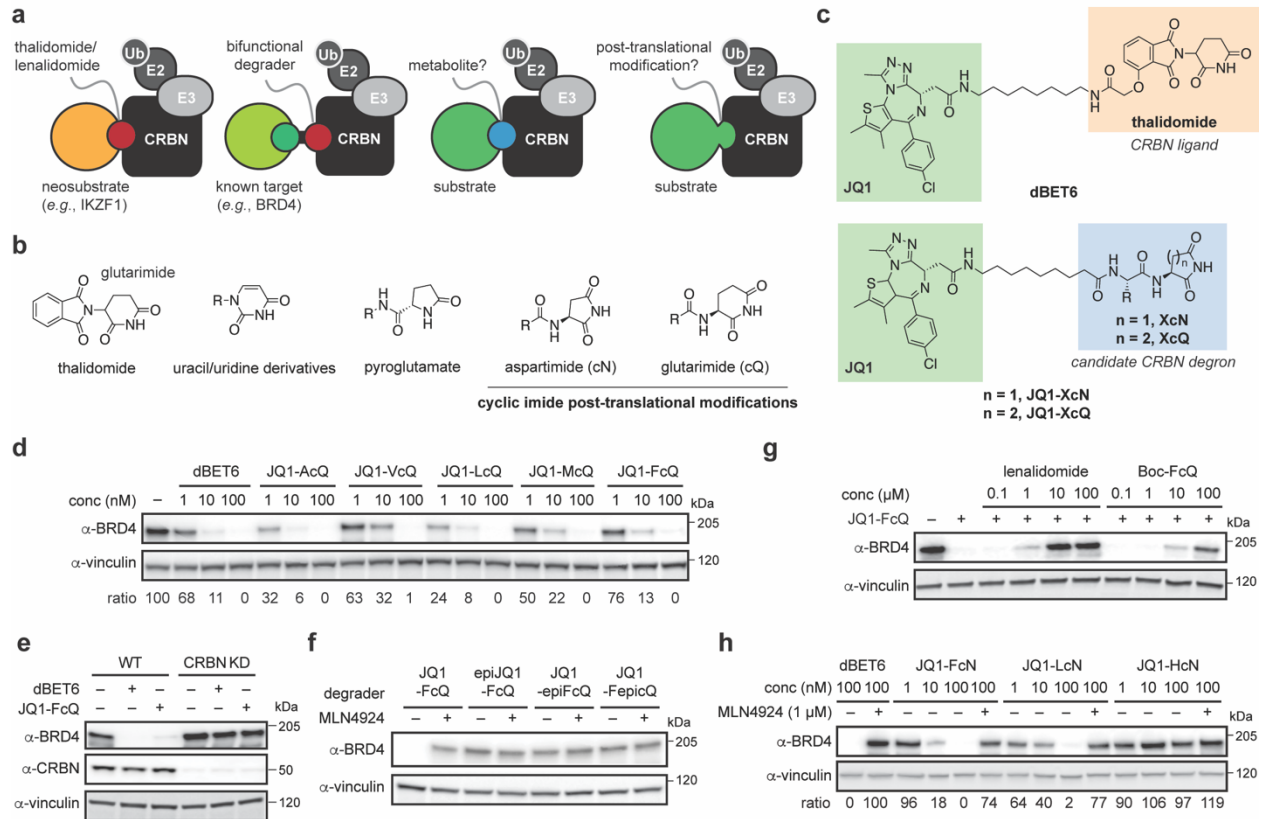 a
thalidomide/
lenalidomide
Ub
E2
E3
CRBN
neosubstrate
(e.g., IKZF1)
bifunctional
degrader
Ub
E2
E3
CRBN
known target
(e.g., BRD4)
metabolite?
Ub
E2
E3
CRBN
substrate
post-translational
modification?
Ub
E2
E3
CRBN
substrate
b
glutarimide
thalidomide
uracil/uridine derivatives
pyroglutamate
aspartimide (cN)
glutarimide (cQ)
cyclic imide post-translational modifications
c
JQ1
thalidomide
CRBN ligand
dBET6
JQ1
n = 1, XcN
n = 2, XcQ
candidate CRBN degron
n = 1, JQ1-XcN
n = 2, JQ1-XcQ
d
dBET6 JQ1-AcQ JQ1-VcQ JQ1-LcQ JQ1-McQ JQ1-FcQ
conc (nM) – 1 10 100 1 10 100 1 10 100 1 10 100 1 10 100 1 10 100 kDa
α-BRD4 205
α-vinculin 120
ratio 100 68 11 0 32 6 0 63 32 1 24 8 0 50 22 0 76 13 0
e
WT CRBN KD
dBET6 – + – – + –
JQ1-FcQ – – + – – + kDa
α-BRD4 205
α-CRBN 50
α-vinculin 120
f
degrader JQ1 -FcQ epiJQ1 -FcQ JQ1 -epiFcQ JQ1 -FepicQ
MLN4924 – + – + – + – + kDa
α-BRD4 205
α-vinculin 120
g
lenalidomide Boc-FcQ
conc (µM) 0.1 1 10 100 0.1 1 10 100
JQ1-FcQ – + + + + + + + + + kDa
α-BRD4 205
α-vinculin 120
h
dBET6 JQ1-FcN JQ1-LcN JQ1-HcN
conc (nM) 100 100 1 10 100 100 1 10 100 100 1 10 100 100
MLN4924 (1 µM) – + – – – + – – – + – – – + kDa
α-BRD4 205
α-vinculin 120
ratio 0 100 96 18 0 74 64 40 2 77 90 106 97 119